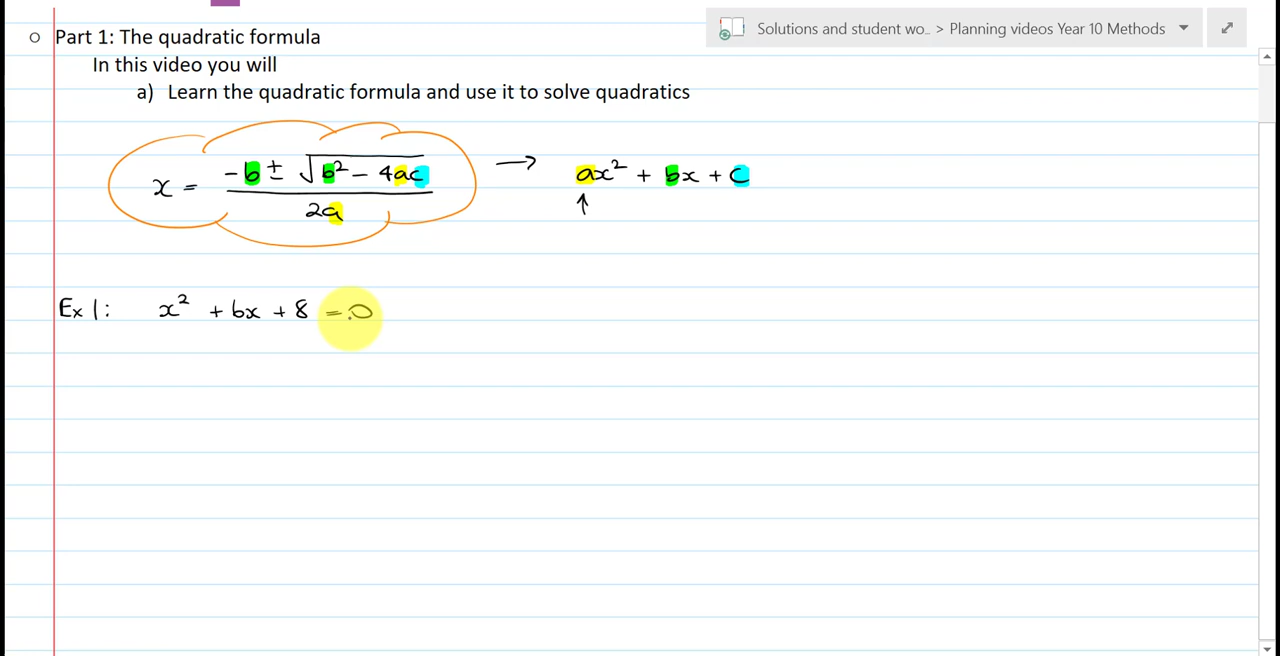 Solutions and student wo.. > Planning videos Year 10 Methods
Part 1: The quadratic formula
In this video you will
a) Learn the quadratic formula and use it to solve quadratics
x = (-b ± √(b² - 4ac)) / 2a → ax² + bx + c
↑
Ex 1: x² + 6x + 8 = 0